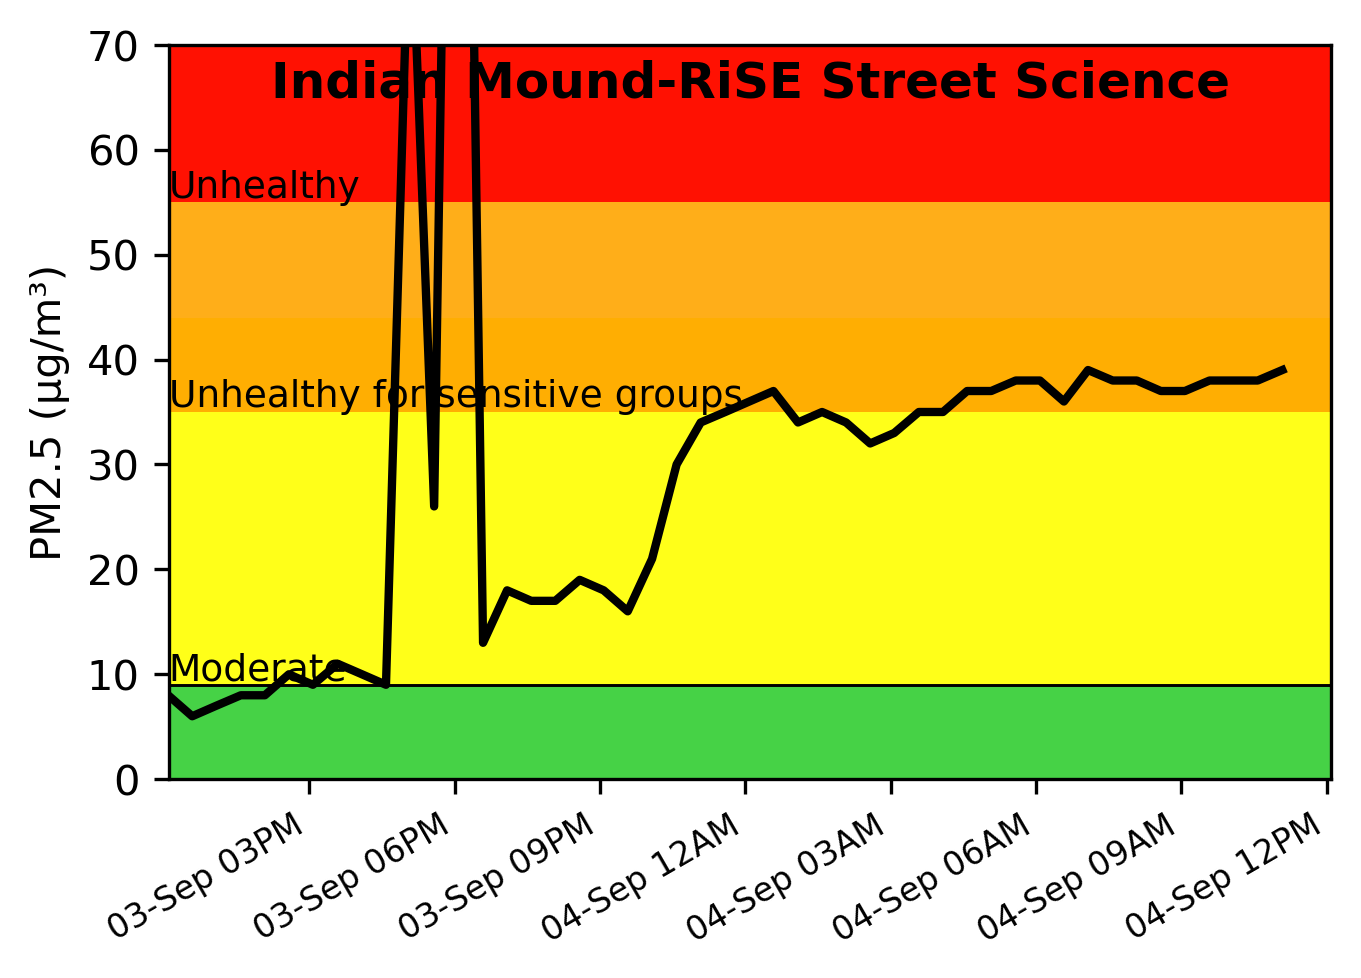 Indian Mound-RiSE Street Science
PM2.5 (µg/m³)
70
60
Unhealthy
50
40
Unhealthy for sensitive groups
30
20
Moderate
10
0
03-Sep 03PM
03-Sep 06PM
03-Sep 09PM
04-Sep 12AM
04-Sep 03AM
04-Sep 06AM
04-Sep 09AM
04-Sep 12PM